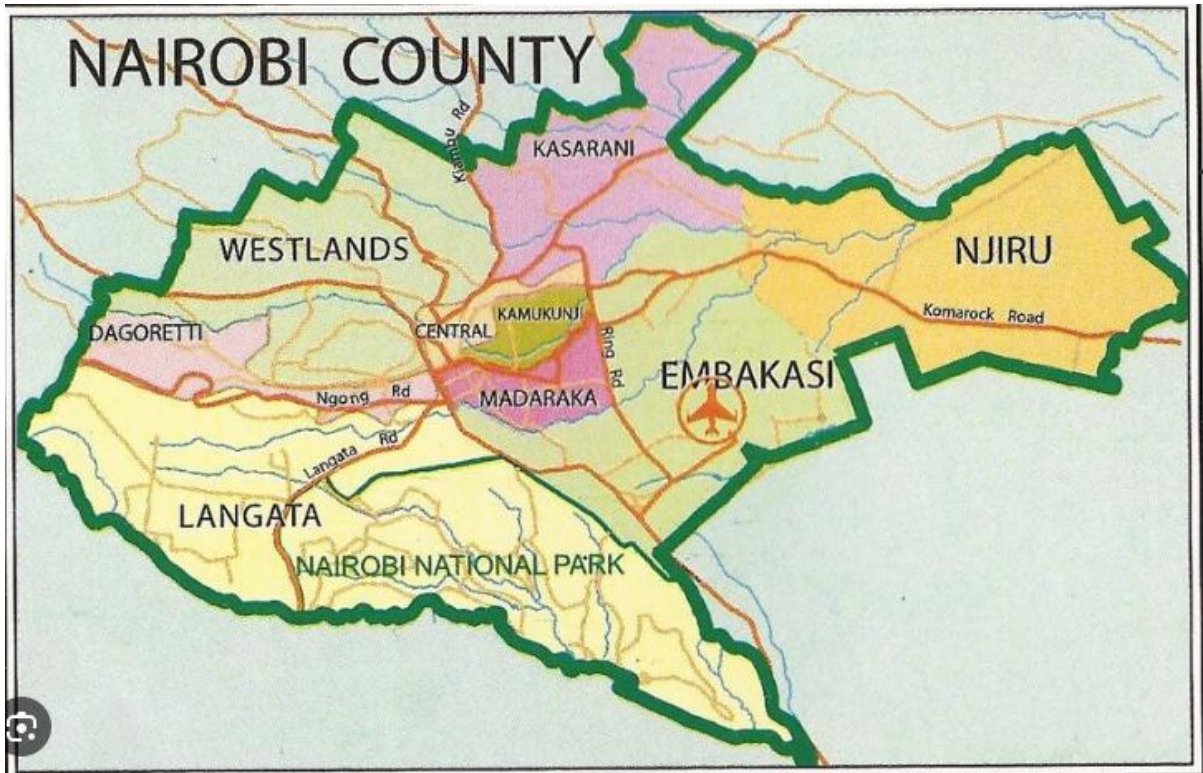 NAIROBI COUNTY
Kiambu Rd
KASARANI
WESTLANDS
NJIRU
DAGORETTI
CENTRAL
KAMUKUNJI
Komarock Road
Ring Rd
EMBAKASI
Ngong Rd
MADARAKA
Langata Rd
LANGATA
NAIROBI NATIONAL PARK